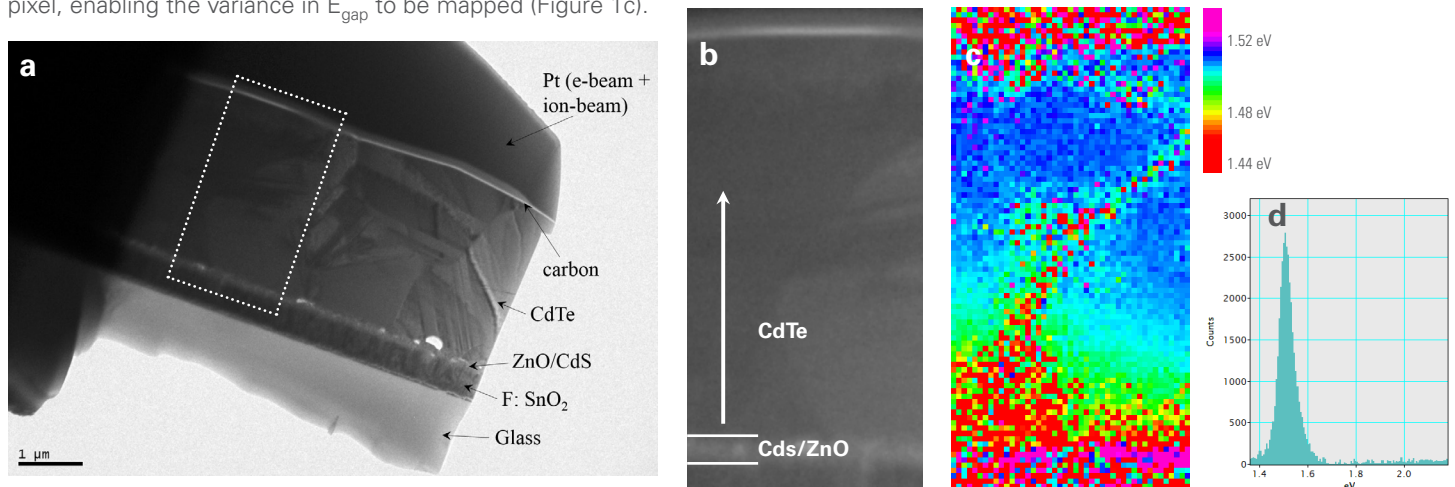 pixel, enabling the variance in E_gap to be mapped (Figure 1c).
a
Pt (e-beam +
ion-beam)
carbon
CdTe
ZnO/CdS
F: SnO₂
Glass
1 μm
b
CdTe
Cds/ZnO
c
1.52 eV
1.48 eV
1.44 eV
d
3000
2500
2000
1500
1000
500
0
Counts
1.4
1.6
1.8
2.0
eV